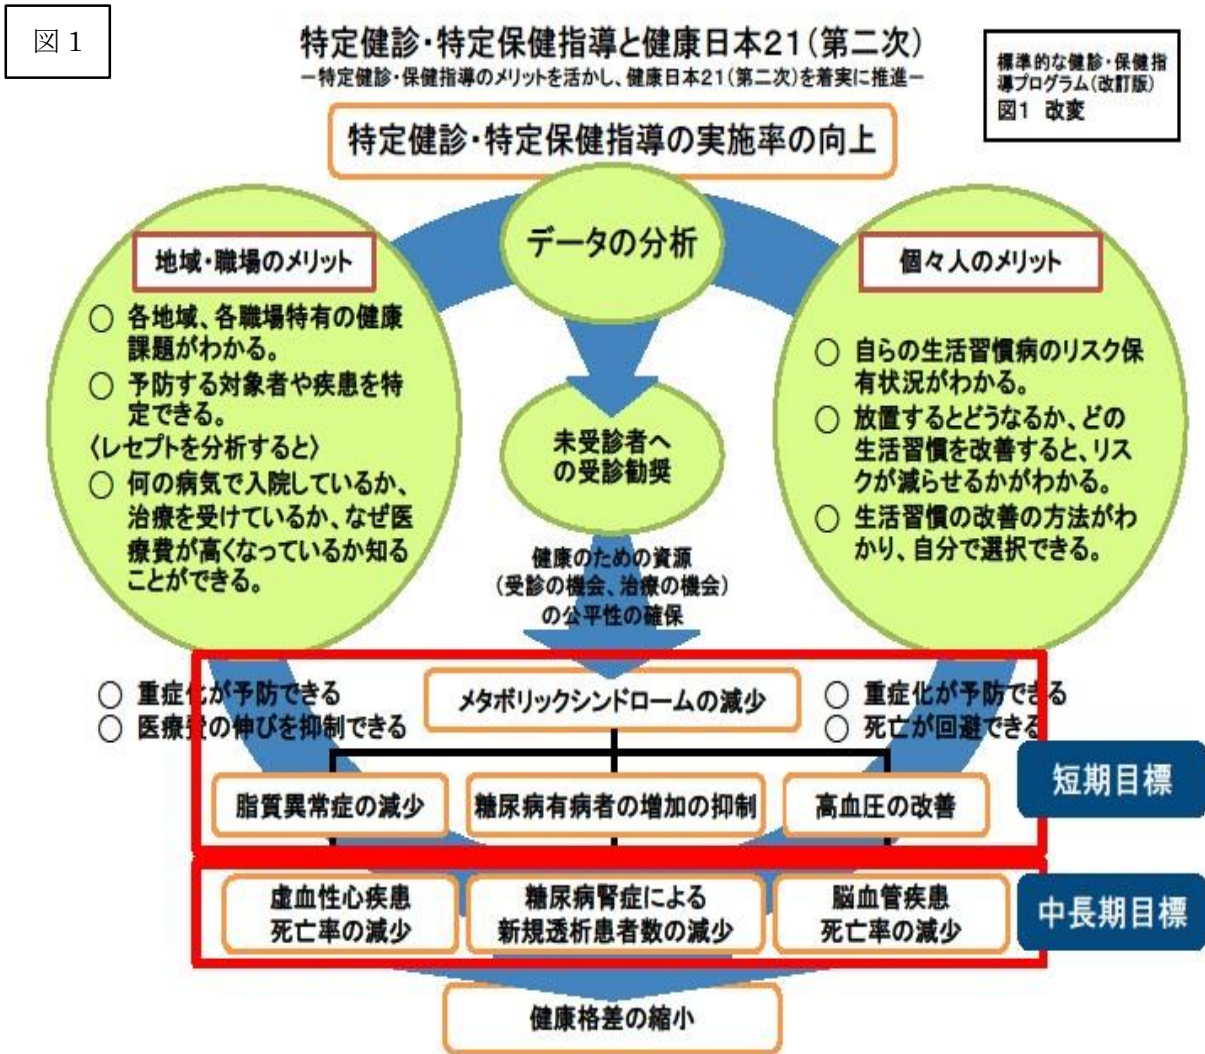 図 1
特定健診・特定保健指導と健康日本21(第二次)
−特定健診・保健指導のメリットを活かし、健康日本21(第二次)を着実に推進−
標準的な健診・保健指
導プログラム(改訂版)
図1 改変
特定健診・特定保健指導の実施率の向上
データの分析
地域・職場のメリット
○ 各地域、各職場特有の健康
課題がわかる。
○ 予防する対象者や疾患を特
定できる。
〈レセプトを分析すると〉
○ 何の病気で入院しているか、
治療を受けているか、なぜ医
療費が高くなっているか知る
ことができる。
個々人のメリット
○ 自らの生活習慣病のリスク保
有状況がわかる。
○ 放置するとどうなるか、どの
生活習慣を改善すると、リス
クが減らせるかがわかる。
○ 生活習慣の改善の方法がわ
かり、自分で選択できる。
未受診者へ
の受診勧奨
健康のための資源
(受診の機会、治療の機会)
の公平性の確保
○ 重症化が予防できる
○ 医療費の伸びを抑制できる
メタボリックシンドロームの減少
○ 重症化が予防できる
○ 死亡が回避できる
短期目標
脂質異常症の減少
糖尿病有病者の増加の抑制
高血圧の改善
中長期目標
虚血性心疾患
死亡率の減少
糖尿病腎症による
新規透析患者数の減少
脳血管疾患
死亡率の減少
健康格差の縮小